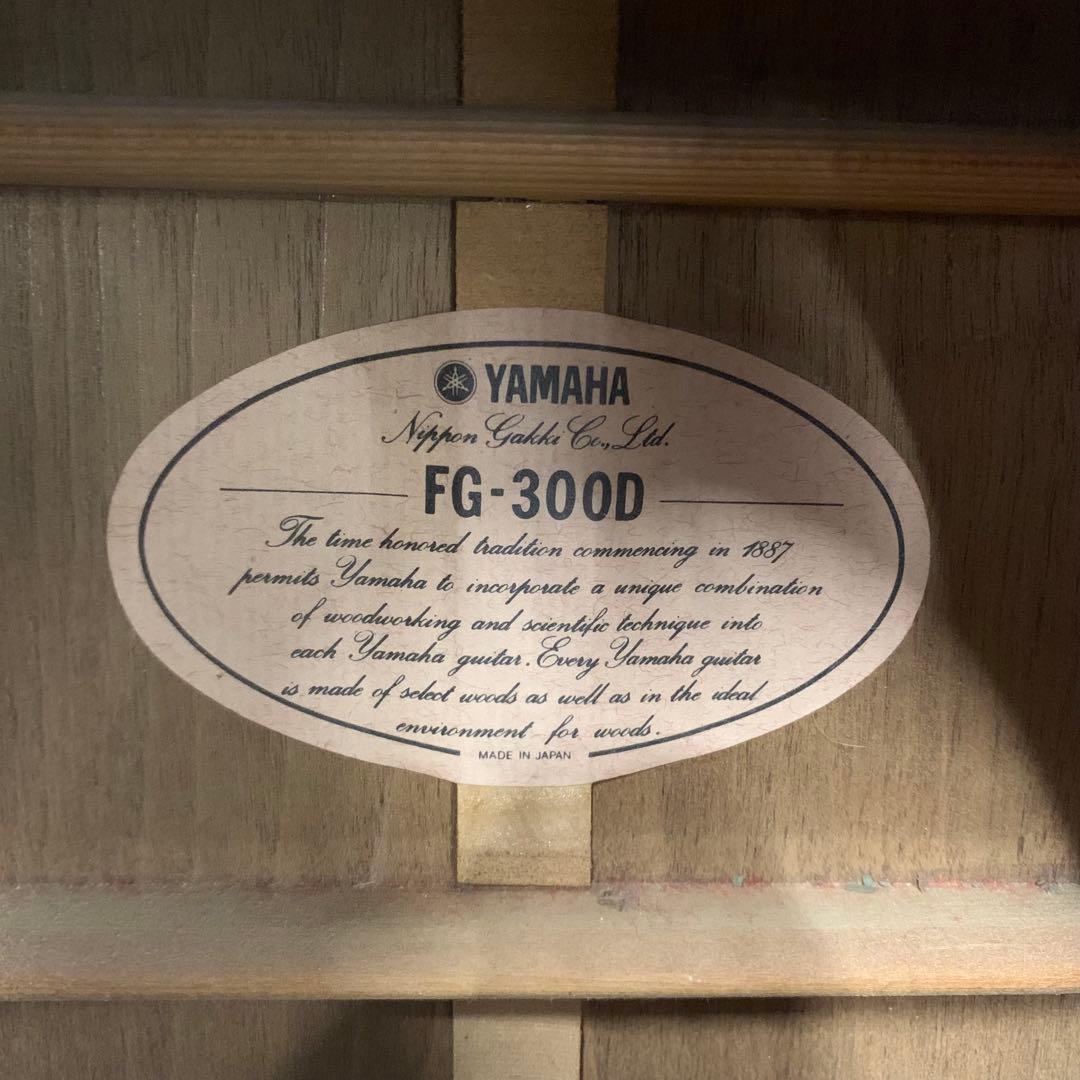 YAMAHA
Nippon Gakki Co., Ltd.
FG-300D
The time honored tradition commencing in 1887
permits Yamaha to incorporate a unique combination
of woodworking and scientific technique into
each Yamaha guitar. Every Yamaha guitar
is made of select woods as well as in the ideal
environment for woods.
MADE IN JAPAN